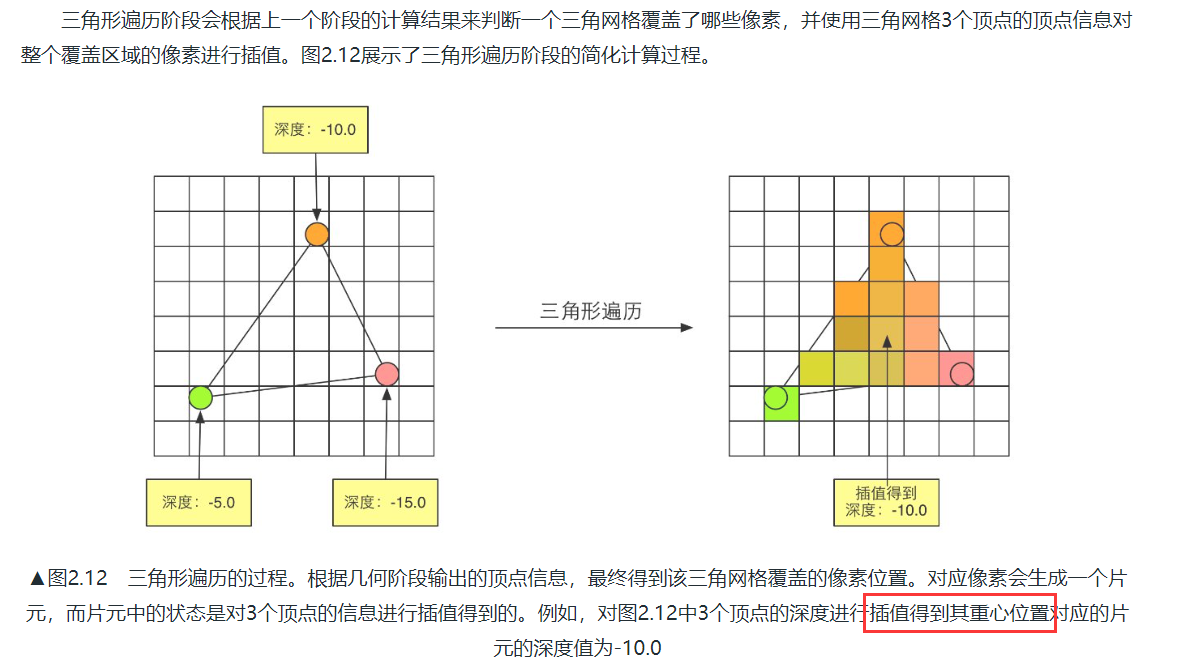 三角形遍历阶段会根据上一个阶段的计算结果来判断一个三角网格覆盖了哪些像素，并使用三角网格3个顶点的顶点信息对
整个覆盖区域的像素进行插值。图2.12展示了三角形遍历阶段的简化计算过程。
深度：-10.0
三角形遍历
深度：-5.0
深度：-15.0
插值得到
深度：-10.0
▲图2.12　三角形遍历的过程。根据几何阶段输出的顶点信息，最终得到该三角网格覆盖的像素位置。对应像素会生成一个片
元，而片元中的状态是对3个顶点的信息进行插值得到的。例如，对图2.12中3个顶点的深度进行插值得到其重心位置对应的片
元的深度值为-10.0